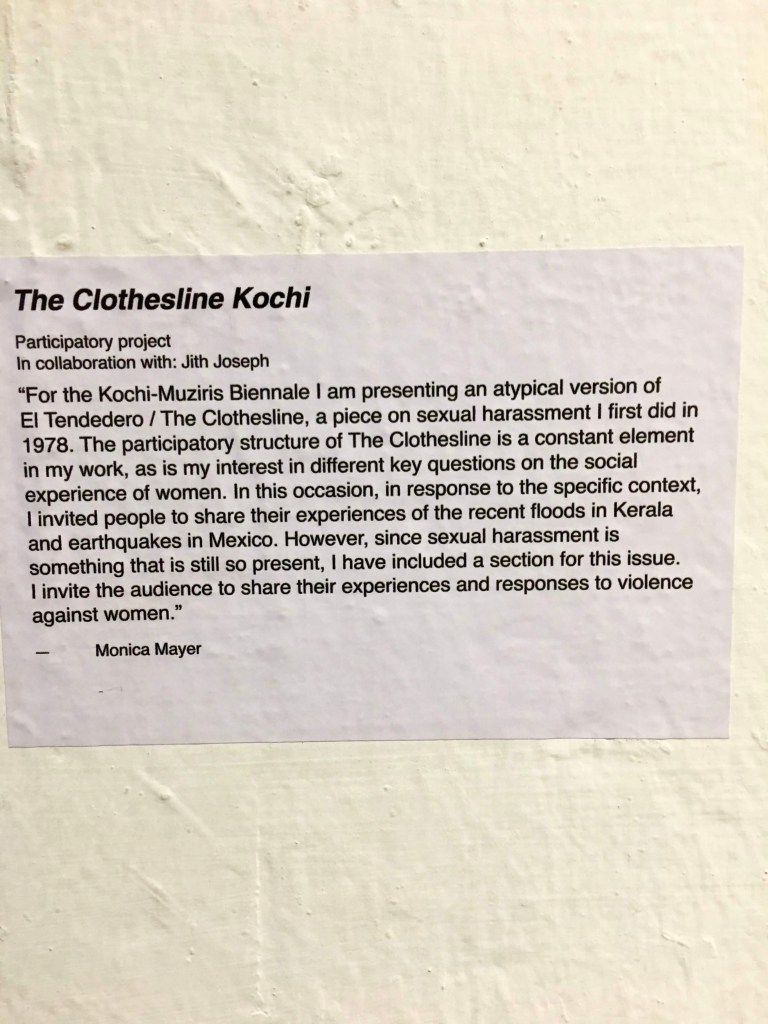 The Clothesline Kochi
Participatory project
In collaboration with: Jith Joseph
“For the Kochi-Muziris Biennale I am presenting an atypical version of
El Tendedero / The Clothesline, a piece on sexual harassment I first did in
1978. The participatory structure of The Clothesline is a constant element
in my work, as is my interest in different key questions on the social
experience of women. In this occasion, in response to the specific context,
I invited people to share their experiences of the recent floods in Kerala
and earthquakes in Mexico. However, since sexual harassment is
something that is still so present, I have included a section for this issue.
I invite the audience to share their experiences and responses to violence
against women.”
— Monica Mayer